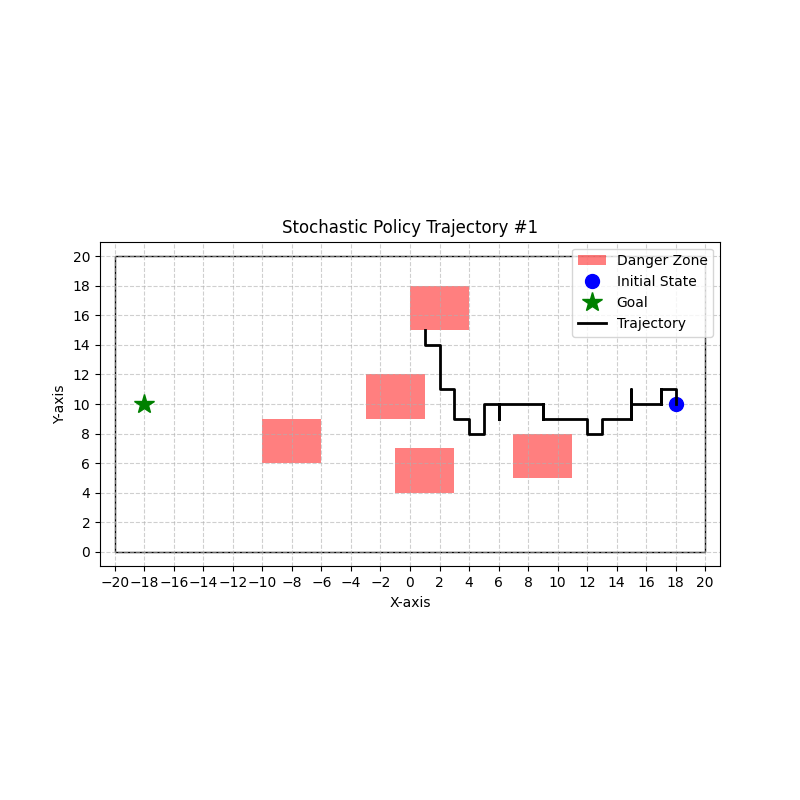 Stochastic Policy Trajectory #1
Danger Zone
Initial State
Goal
Trajectory
Y-axis
20
18
16
14
12
10
8
6
4
2
0
−20 −18 −16 −14 −12 −10 −8 −6 −4 −2 0 2 4 6 8 10 12 14 16 18 20
X-axis